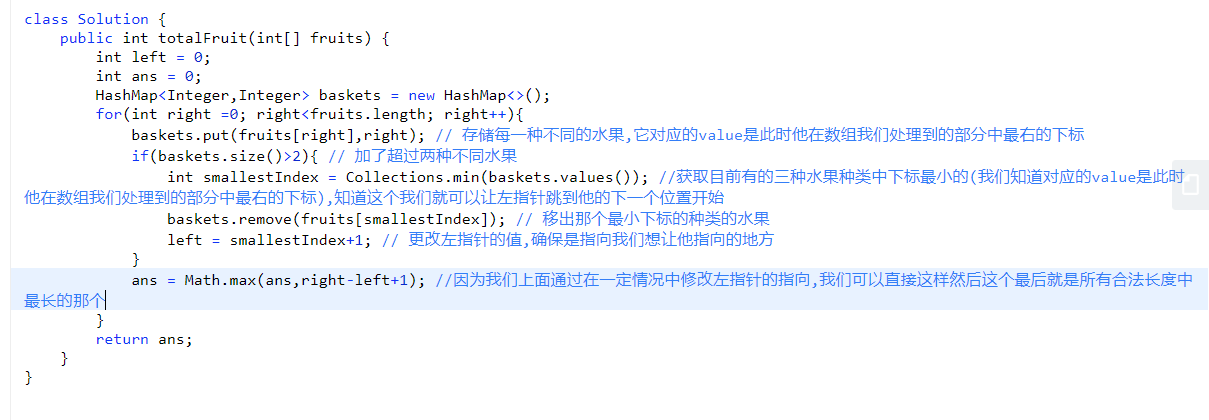 class Solution {
    public int totalFruit(int[] fruits) {
        int left = 0;
        int ans = 0;
        HashMap<Integer,Integer> baskets = new HashMap<>();
        for(int right =0; right<fruits.length; right++){
            baskets.put(fruits[right],right); // 存储每一种不同的水果,它对应的value是此时他在数组我们处理到的部分中最右的下标
            if(baskets.size()>2){ // 加了超过两种不同水果
                int smallestIndex = Collections.min(baskets.values()); //获取目前有的三种水果种类中下标最小的(我们知道对应的value是此时
他在数组我们处理到的部分中最右的下标),知道这个我们就可以让左指针跳到他的下一个位置开始
                baskets.remove(fruits[smallestIndex]); // 移出那个最小下标的种类的水果
                left = smallestIndex+1; // 更改左指针的值,确保是指向我们想让他指向的地方
            }
            ans = Math.max(ans,right-left+1); //因为我们上面通过在一定情况中修改左指针的指向,我们可以直接这样然后这个最后就是所有合法长度中
最长的那个
        }
        return ans;
    }
}